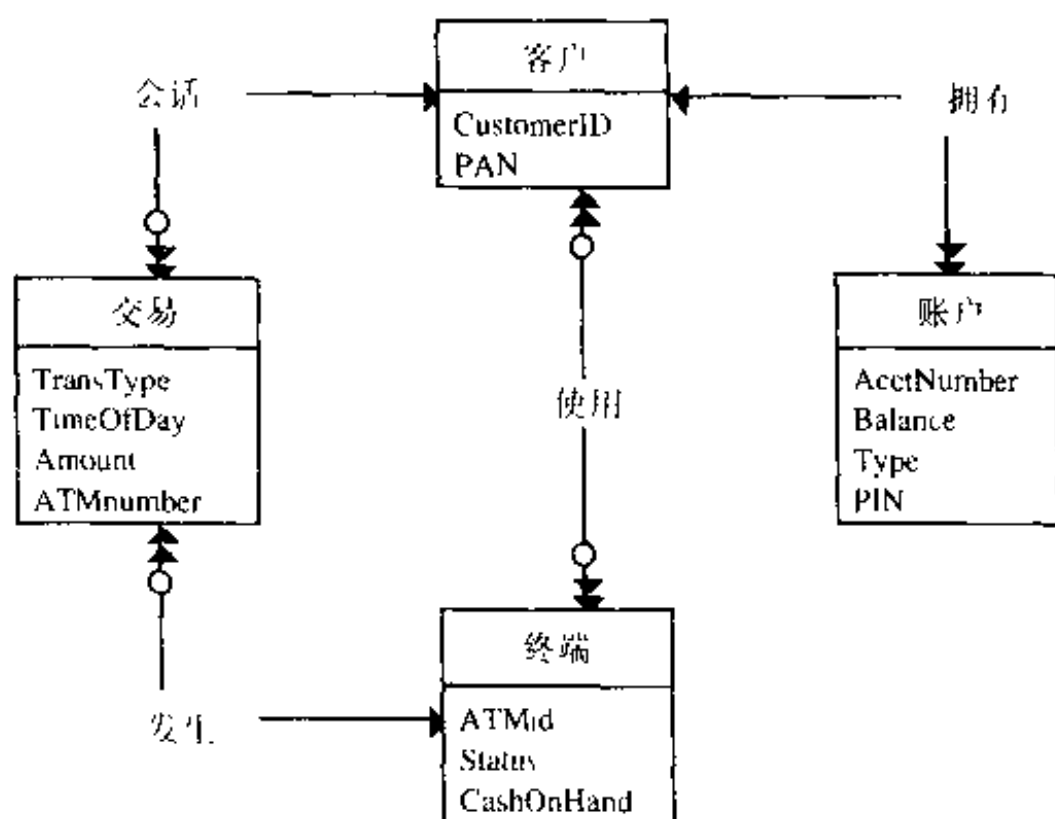 客户
会话
拥有
CustomerID
PAN
交易
账户
TransType
TimeOfDay
Amount
ATMnumber
AcctNumber
Balance
Type
PIN
使用
终端
发生
ATMid
Status
CashOnHand